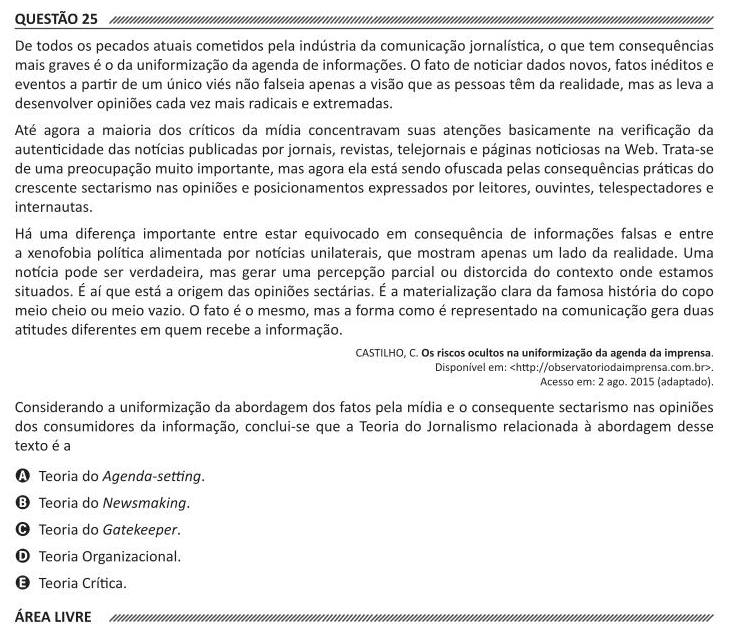 QUESTÃO 25
De todos os pecados atuais cometidos pela indústria da comunicação jornalística, o que tem consequências
mais graves é o da uniformização da agenda de informações. O fato de noticiar dados novos, fatos inéditos e
eventos a partir de um único viés não falseia apenas a visão que as pessoas têm da realidade, mas as leva a
desenvolver opiniões cada vez mais radicais e extremadas.
Até agora a maioria dos críticos da mídia concentravam suas atenções basicamente na verificação da
autenticidade das notícias publicadas por jornais, revistas, telejornais e páginas noticiosas na Web. Trata-se
de uma preocupação muito importante, mas agora ela está sendo ofuscada pelas consequências práticas do
crescente sectarismo nas opiniões e posicionamentos expressados por leitores, ouvintes, telespectadores e
internautas.
Há uma diferença importante entre estar equivocado em consequência de informações falsas e entre
a xenofobia política alimentada por notícias unilaterais, que mostram apenas um lado da realidade. Uma
notícia pode ser verdadeira, mas gerar uma percepção parcial ou distorcida do contexto onde estamos
situados. É aí que está a origem das opiniões sectárias. É a materialização clara da famosa história do copo
meio cheio ou meio vazio. O fato é o mesmo, mas a forma como é representado na comunicação gera duas
atitudes diferentes em quem recebe a informação.
CASTILHO, C. Os riscos ocultos na uniformização da agenda da imprensa.
Disponível em: <http://observatoriodaimprensa.com.br>.
Acesso em: 2 ago. 2015 (adaptado).
Considerando a uniformização da abordagem dos fatos pela mídia e o consequente sectarismo nas opiniões
dos consumidores da informação, conclui-se que a Teoria do Jornalismo relacionada à abordagem desse
texto é a
A Teoria do Agenda-setting.
B Teoria do Newsmaking.
C Teoria do Gatekeeper.
D Teoria Organizacional.
E Teoria Crítica.
ÁREA LIVRE